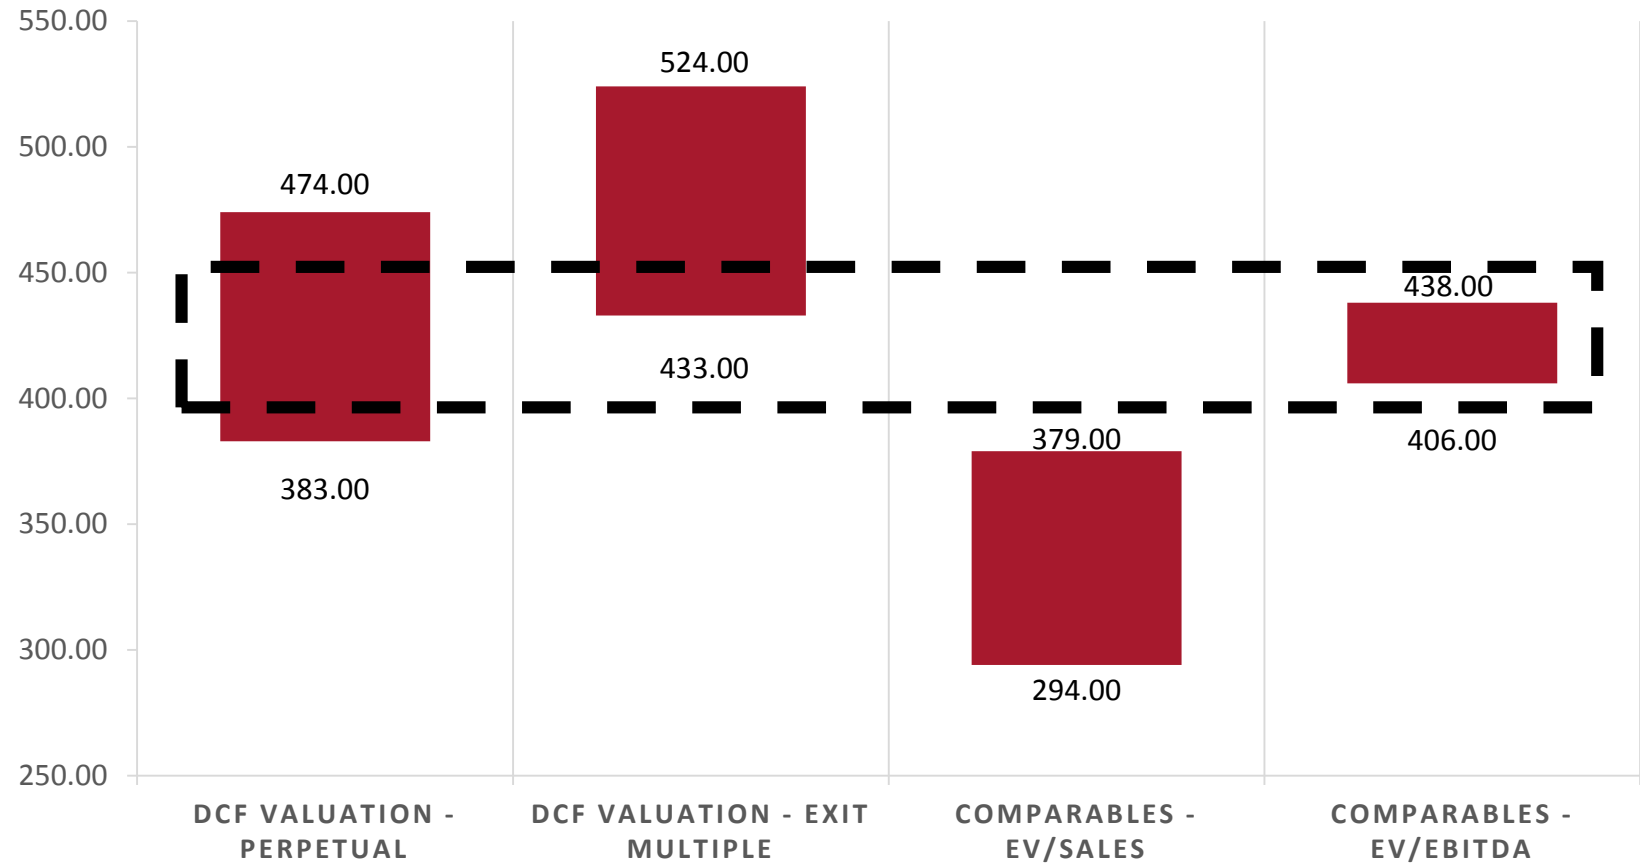 550.00
500.00
450.00
400.00
350.00
300.00
250.00
474.00
383.00
524.00
433.00
379.00
294.00
438.00
406.00
DCF VALUATION -
PERPETUAL
DCF VALUATION - EXIT
MULTIPLE
COMPARABLES -
EV/SALES
COMPARABLES -
EV/EBITDA